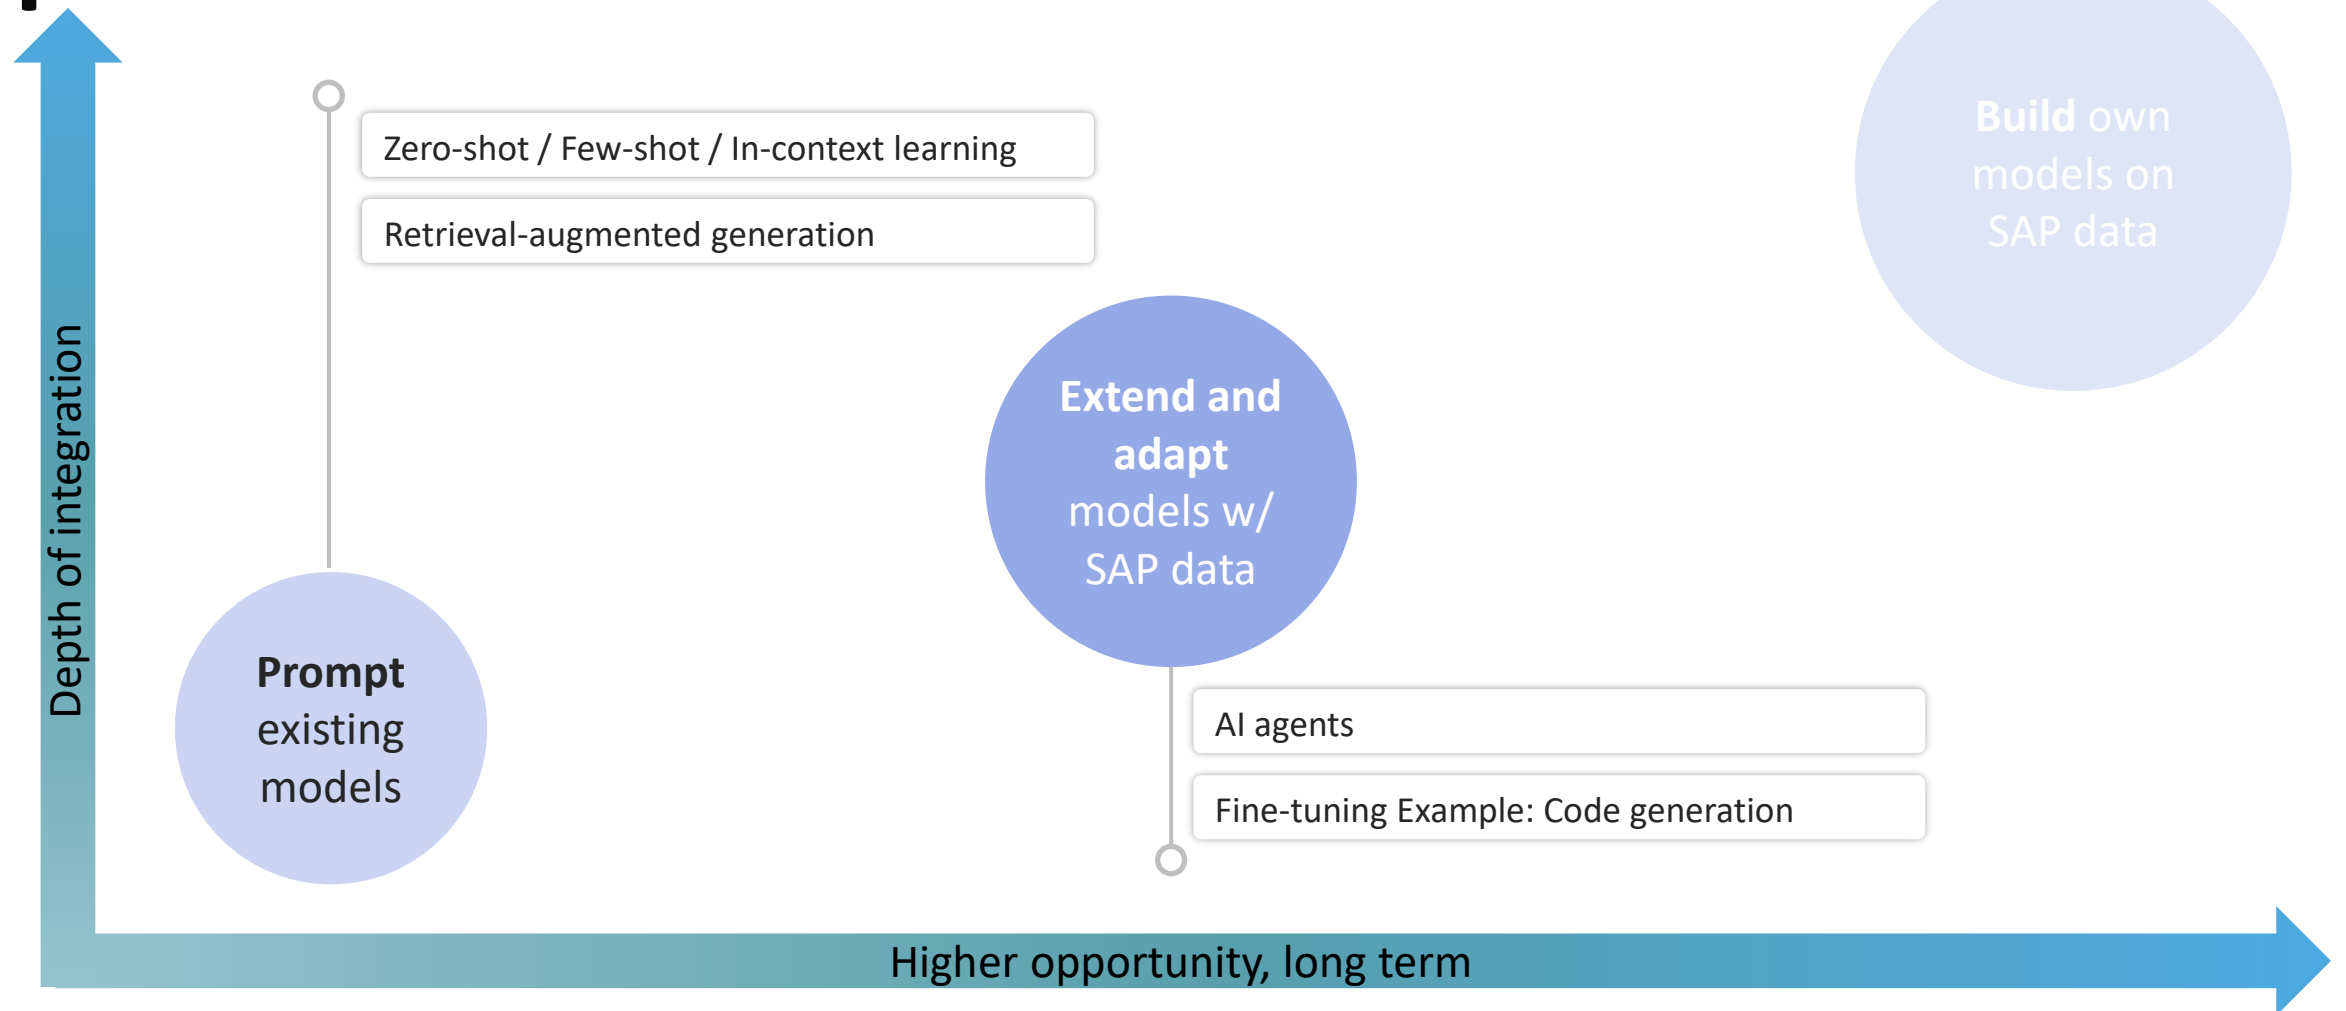 Depth of integration
Zero-shot / Few-shot / In-context learning
Retrieval-augmented generation
Prompt
existing
models
Extend and
adapt
models w/
SAP data
AI agents
Fine-tuning Example: Code generation
Build own
models on
SAP data
Higher opportunity, long term